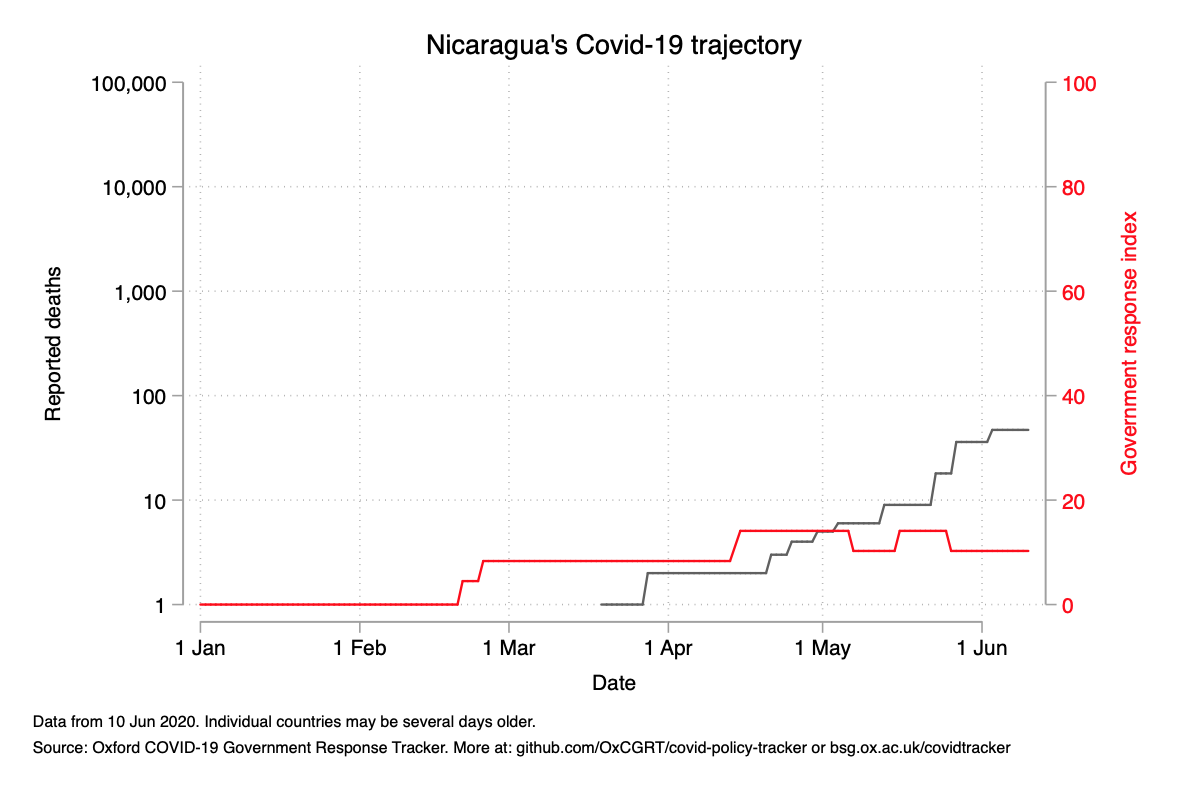 Nicaragua's Covid-19 trajectory
100,000
10,000
1,000
100
10
1
Reported deaths
100
80
60
40
20
0
Government response index
1 Jan 1 Feb 1 Mar 1 Apr 1 May 1 Jun
Date
Data from 10 Jun 2020. Individual countries may be several days older.
Source: Oxford COVID-19 Government Response Tracker. More at: github.com/OxCGRT/covid-policy-tracker or bsg.ox.ac.uk/covidtracker